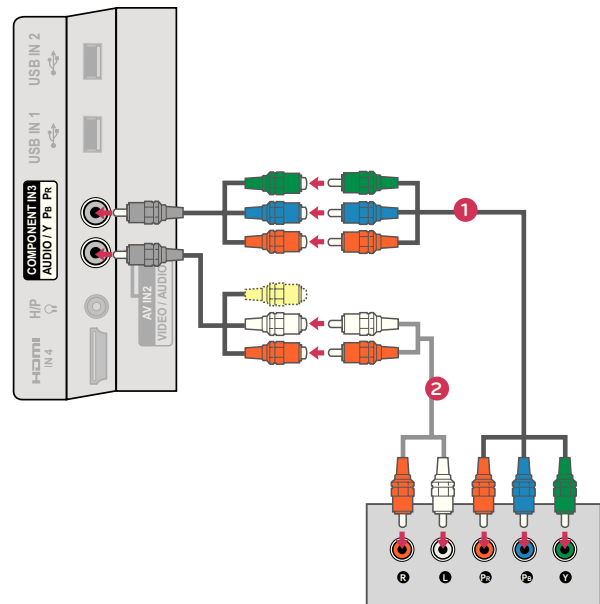 USB IN 2
USB IN 1
COMPONENT IN3
AUDIO / Y PB PR
H/P
HDMI
IN 4
AV IN2
VIDEO / AUDIO
1
2
R
L
PR
PB
Y